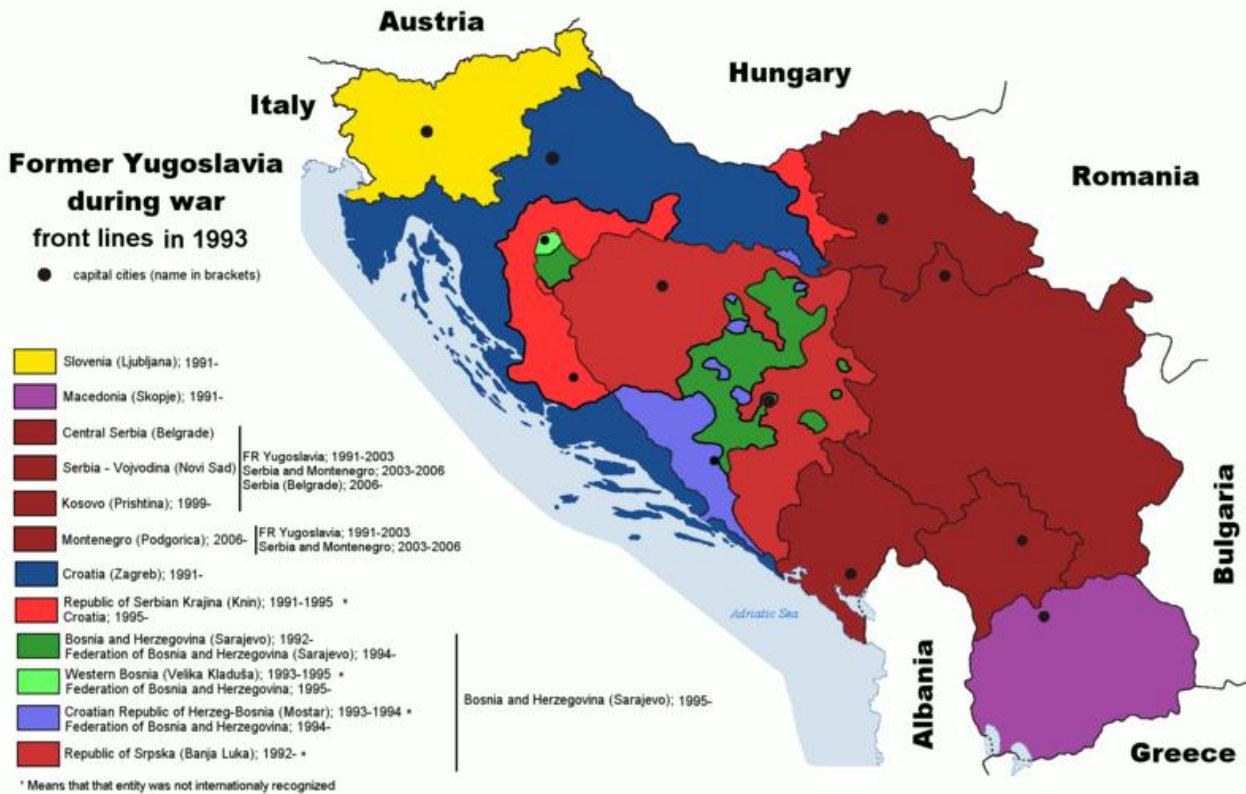 Austria
Hungary
Italy
Romania
Former Yugoslavia
during war
front lines in 1993
capital cities (name in brackets)
Slovenia (Ljubljana); 1991-
Macedonia (Skopje); 1991-
Central Serbia (Belgrade)
Serbia - Vojvodina (Novi Sad)
Kosovo (Prishtina); 1999-
FR Yugoslavia; 1991-2003
Serbia and Montenegro; 2003-2006
Serbia (Belgrade); 2006-
Montenegro (Podgorica); 2006-
FR Yugoslavia; 1991-2003
Serbia and Montenegro; 2003-2006
Croatia (Zagreb); 1991-
Republic of Serbian Krajina (Knin); 1991-1995 *
Croatia; 1995-
Bosnia and Herzegovina (Sarajevo); 1992-
Federation of Bosnia and Herzegovina (Sarajevo); 1994-
Western Bosnia (Velika Kladuša); 1993-1995 *
Federation of Bosnia and Herzegovina; 1995-
Croatian Republic of Herzeg-Bosnia (Mostar); 1993-1994 *
Federation of Bosnia and Herzegovina; 1994-
Republic of Srpska (Banja Luka); 1992- *
Bosnia and Herzegovina (Sarajevo); 1995-
* Means that that entity was not internationaly recognized
Adriatic Sea
Albania
Bulgaria
Greece